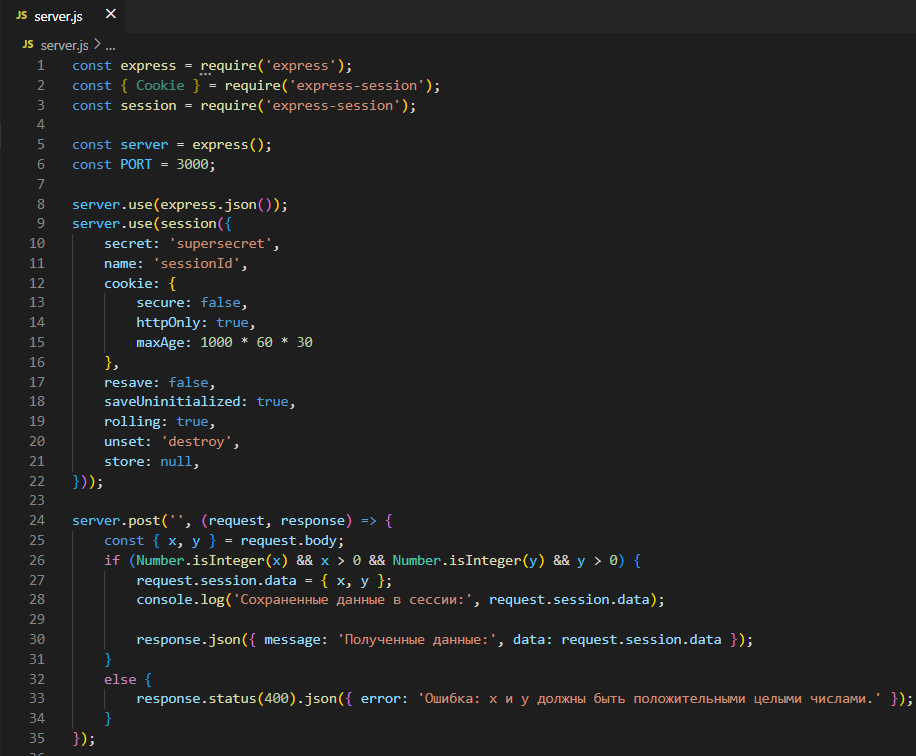 JS server.js ×
JS server.js > ...
1 const express = require('express');
2 const { Cookie } = require('express-session');
3 const session = require('express-session');
4
5 const server = express();
6 const PORT = 3000;
7
8 server.use(express.json());
9 server.use(session({
10     secret: 'supersecret',
11     name: 'sessionId',
12     cookie: {
13         secure: false,
14         httpOnly: true,
15         maxAge: 1000 * 60 * 30
16     },
17     resave: false,
18     saveUninitialized: true,
19     rolling: true,
20     unset: 'destroy',
21     store: null,
22 }));
23
24 server.post('', (request, response) => {
25     const { x, y } = request.body;
26     if (Number.isInteger(x) && x > 0 && Number.isInteger(y) && y > 0) {
27         request.session.data = { x, y };
28         console.log('Сохраненные данные в сессии:', request.session.data);
29
30         response.json({ message: 'Полученные данные:', data: request.session.data });
31     }
32     else {
33         response.status(400).json({ error: 'Ошибка: x и y должны быть положительными целыми числами.' });
34     }
35 });